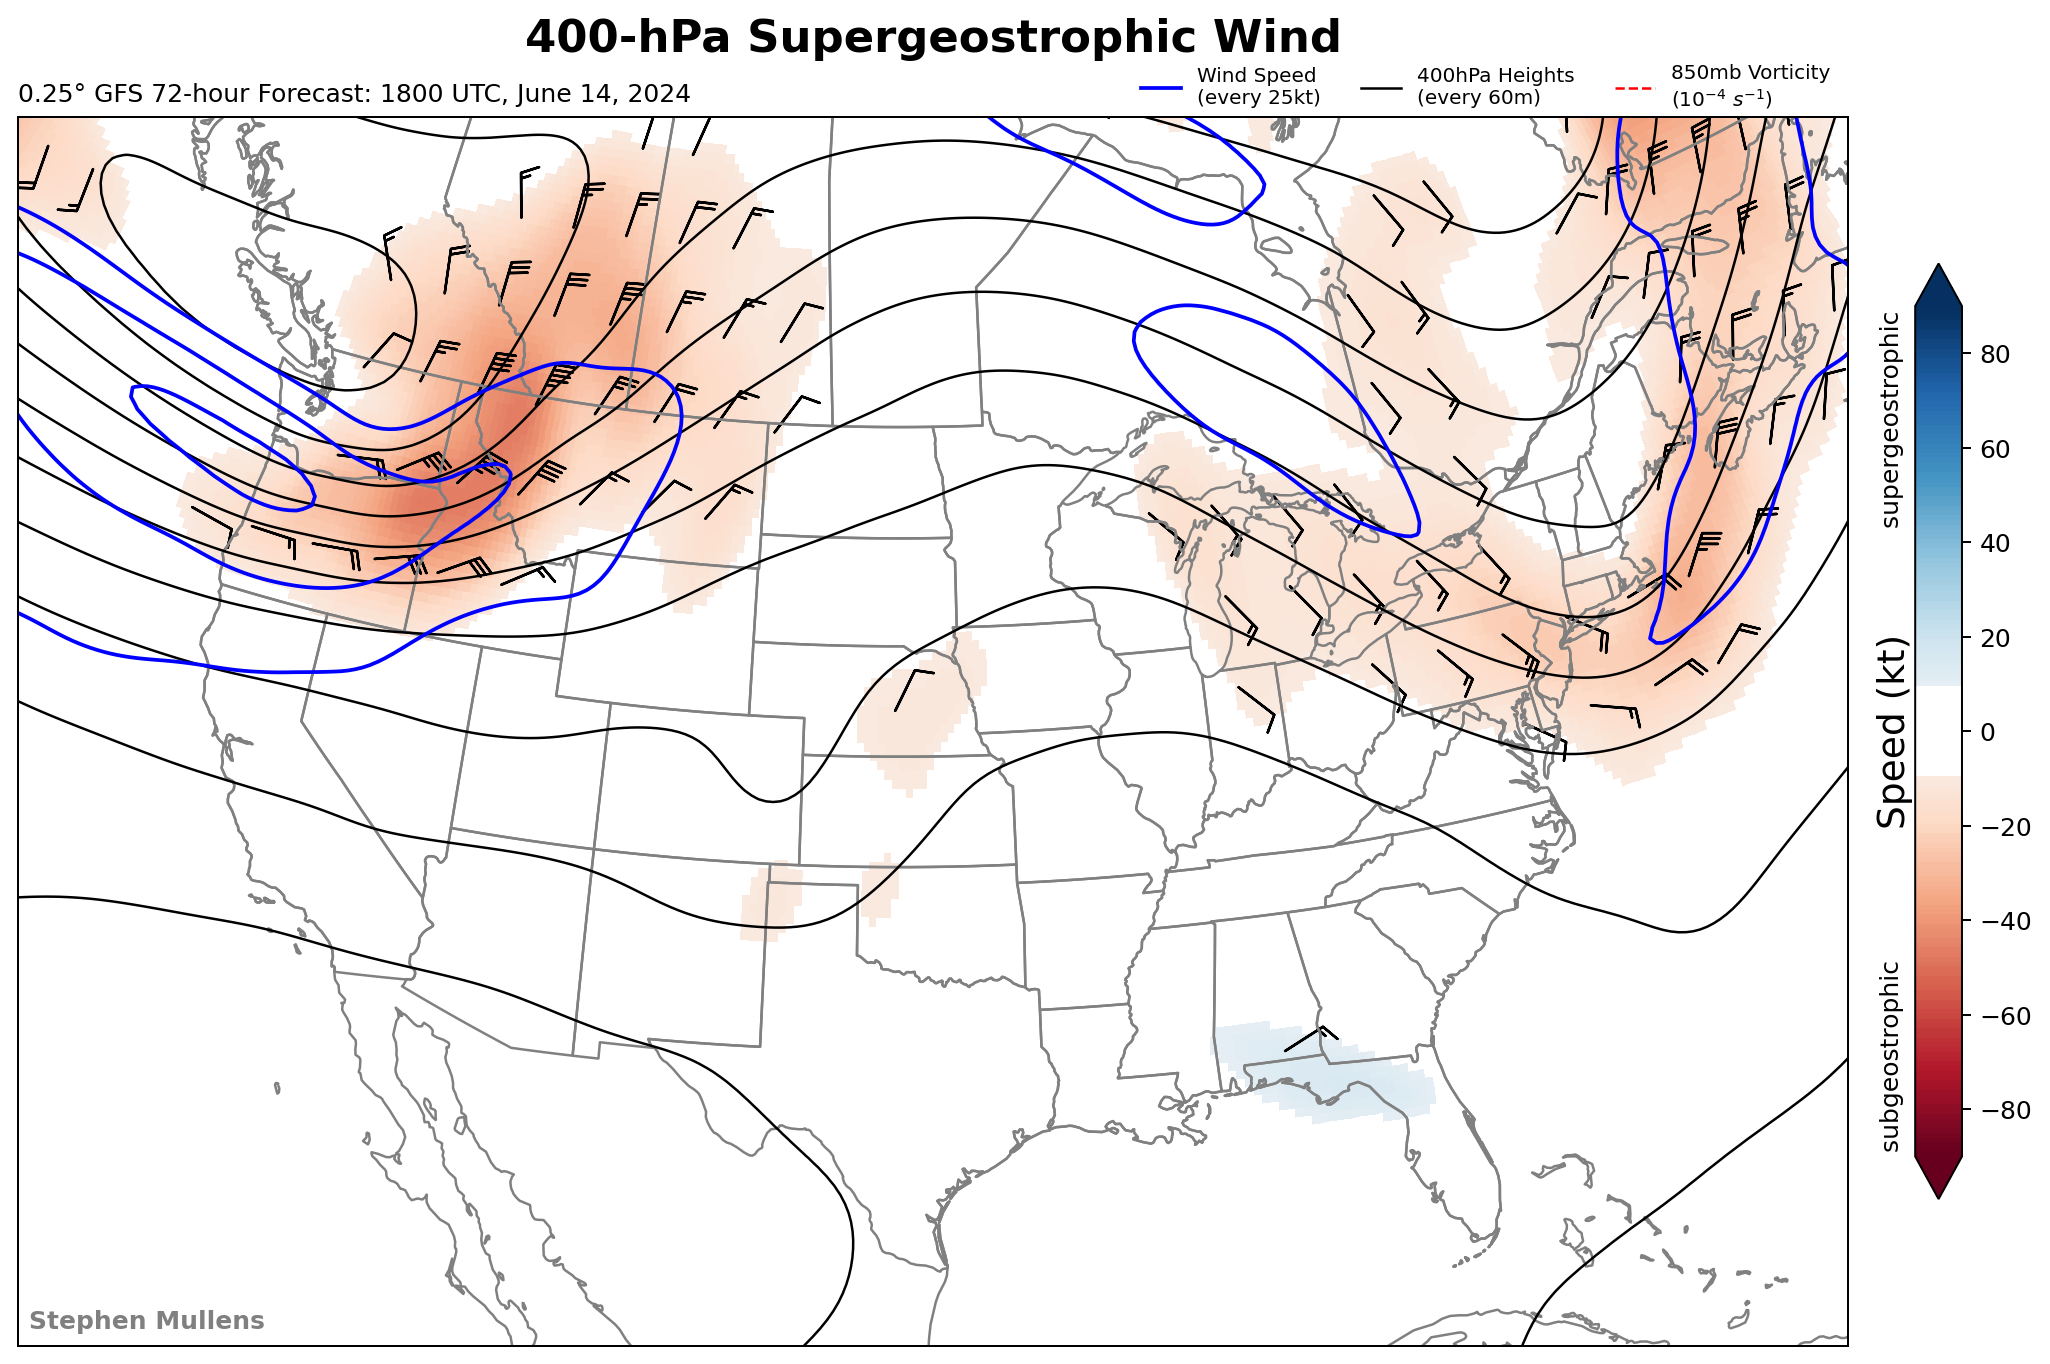 400-hPa Supergeostrophic Wind
0.25° GFS 72-hour Forecast: 1800 UTC, June 14, 2024
Wind Speed
(every 25kt)
400hPa Heights
(every 60m)
850mb Vorticity
(10⁻⁴ s⁻¹)
supergeostrophic
Speed (kt)
subgeostrophic
80
60
40
20
0
−20
−40
−60
−80
Stephen Mullens